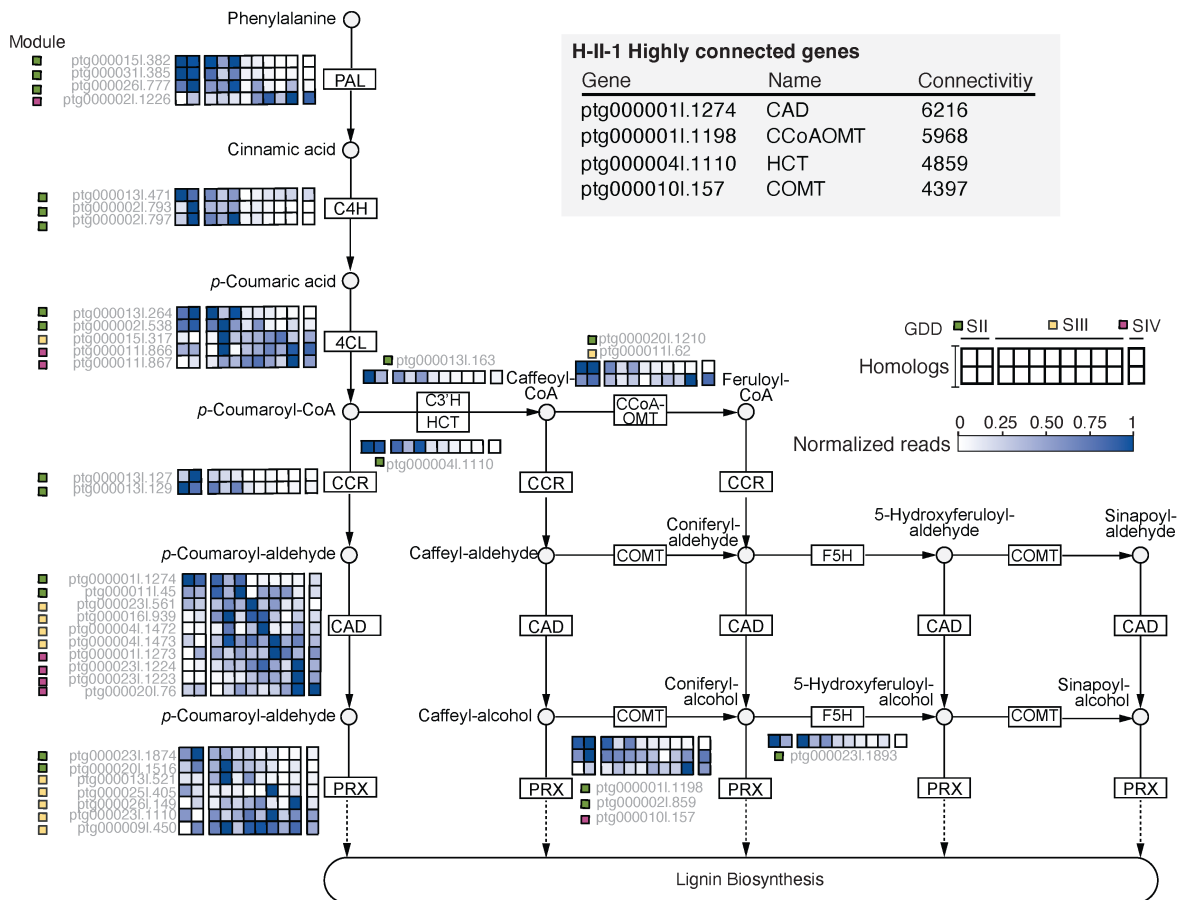 Phenylalanine
Module
ptg000015l.382
ptg000031l.385
ptg000026l.777
ptg000002l.1226
PAL
H-II-1 Highly connected genes
Gene Name Connectivitiy
ptg000001l.1274 CAD 6216
ptg000001l.1198 CCoAOMT 5968
ptg000004l.1110 HCT 4859
ptg000010l.157 COMT 4397
Cinnamic acid
ptg000013l.471
ptg000002l.793
ptg000002l.797
C4H
p-Coumaric acid
ptg000013l.264
ptg000002l.538
ptg000015l.317
ptg000011l.866
ptg000011l.867
4CL
GDD SII SIII SIV
Homologs
0 0.25 0.75 1
Normalized reads
ptg000013l.163
ptg000020l.1210
ptg000011l.62
p-Coumaroyl-CoA
C3'H
HCT
Caffeoyl-
CoA
CCoA-
OMT
Feruloyl-
CoA
ptg000004l.1110
ptg000013l.127
ptg000013l.129
CCR
CCR
CCR
p-Coumaroyl-aldehyde
Caffeyl-aldehyde
COMT
Coniferyl-
aldehyde
F5H
5-Hydroxyferuloyl-
aldehyde
COMT
Sinapoyl-
aldehyde
ptg000001l.1274
ptg000011l.45
ptg000023l.561
ptg000016l.939
ptg000004l.1472
ptg000004l.1473
ptg000001l.1273
ptg000023l.1224
ptg000023l.1223
ptg000020l.76
CAD
CAD
CAD
CAD
CAD
p-Coumaroyl-aldehyde
Caffeyl-alcohol
COMT
Coniferyl-
alcohol
F5H
5-Hydroxyferuloyl-
alcohol
COMT
Sinapoyl-
alcohol
ptg000023l.1874
ptg000020l.1516
ptg000013l.521
ptg000025l.405
ptg000026l.149
ptg000023l.1110
ptg000009l.450
ptg000023l.1893
PRX
PRX
PRX
PRX
PRX
ptg000001l.1198
ptg000002l.859
ptg000010l.157
Lignin Biosynthesis